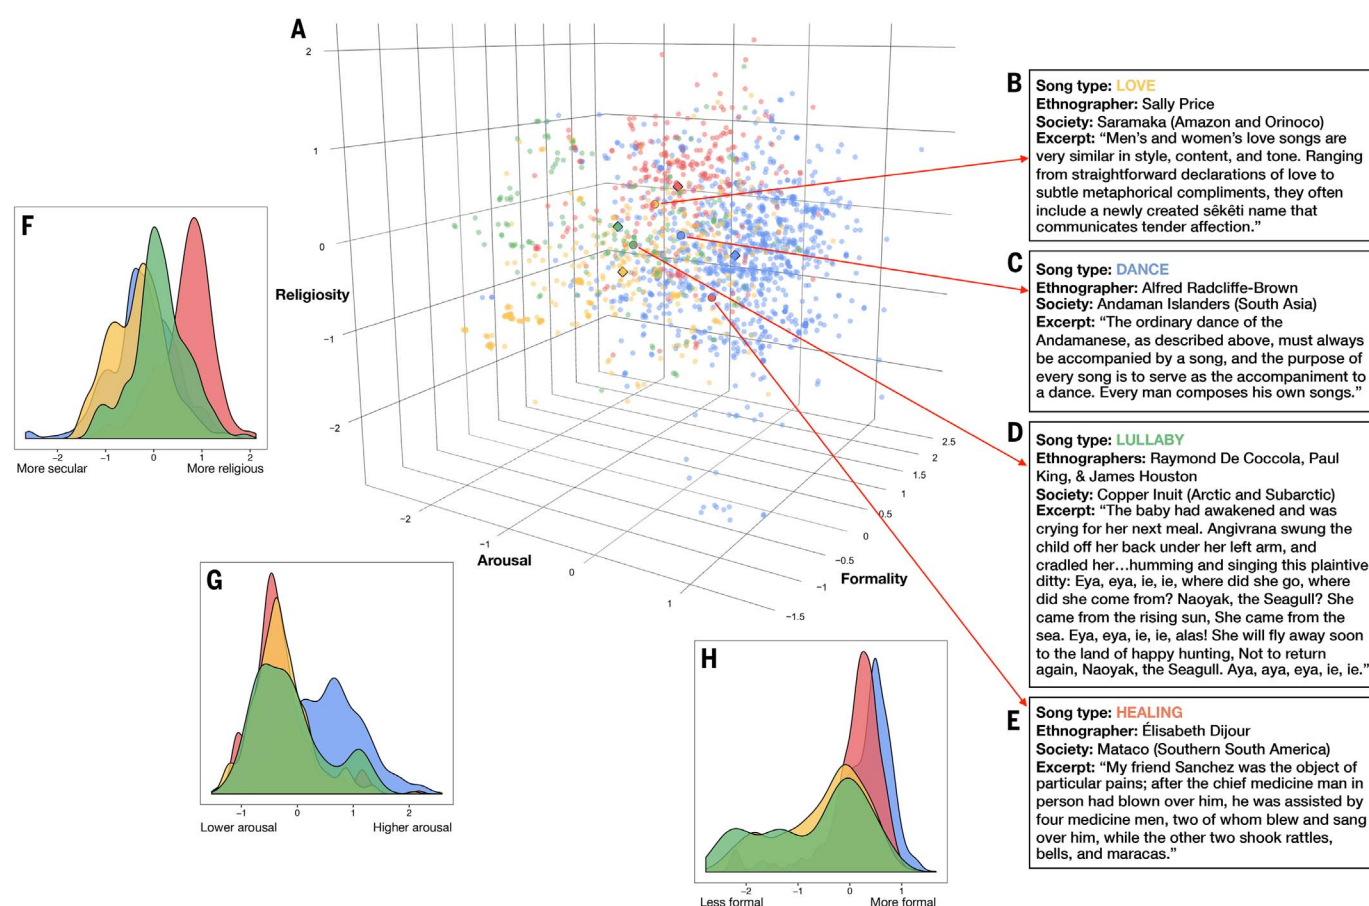 A
2
1
0
−1
−2
Religiosity
−2
−1
0
1
Arousal
2.5
2
1.5
1
0.5
0
−0.5
−1
−1.5
Formality
B
Song type: LOVE
Ethnographer: Sally Price
Society: Saramaka (Amazon and Orinoco)
Excerpt: “Men’s and women’s love songs are
very similar in style, content, and tone. Ranging
from straightforward declarations of love to
subtle metaphorical compliments, they often
include a newly created sêkêti name that
communicates tender affection.”
C
Song type: DANCE
Ethnographer: Alfred Radcliffe-Brown
Society: Andaman Islanders (South Asia)
Excerpt: “The ordinary dance of the
Andamanese, as described above, must always
be accompanied by a song, and the purpose of
every song is to serve as the accompaniment to
a dance. Every man composes his own songs.”
D
Song type: LULLABY
Ethnographers: Raymond De Coccola, Paul
King, & James Houston
Society: Copper Inuit (Arctic and Subarctic)
Excerpt: “The baby had awakened and was
crying for her next meal. Angivrana swung the
child off her back under her left arm, and
cradled her…humming and singing this plaintive
ditty: Eya, eya, ie, ie, where did she go, where
did she come from? Naoyak, the Seagull? She
came from the rising sun, She came from the
sea. Eya, eya, ie, ie, alas! She will fly away soon
to the land of happy hunting, Not to return
again, Naoyak, the Seagull. Aya, aya, eya, ie, ie.”
E
Song type: HEALING
Ethnographer: Élisabeth Dijour
Society: Mataco (Southern South America)
Excerpt: “My friend Sanchez was the object of
particular pains; after the chief medicine man in
person had blown over him, he was assisted by
four medicine men, two of whom blew and sang
over him, while the other two shook rattles,
bells, and maracas.”
F
−2 −1 0 1 2
More secular More religious
G
−1 0 1 2
Lower arousal Higher arousal
H
−2 −1 0 1
Less formal More formal